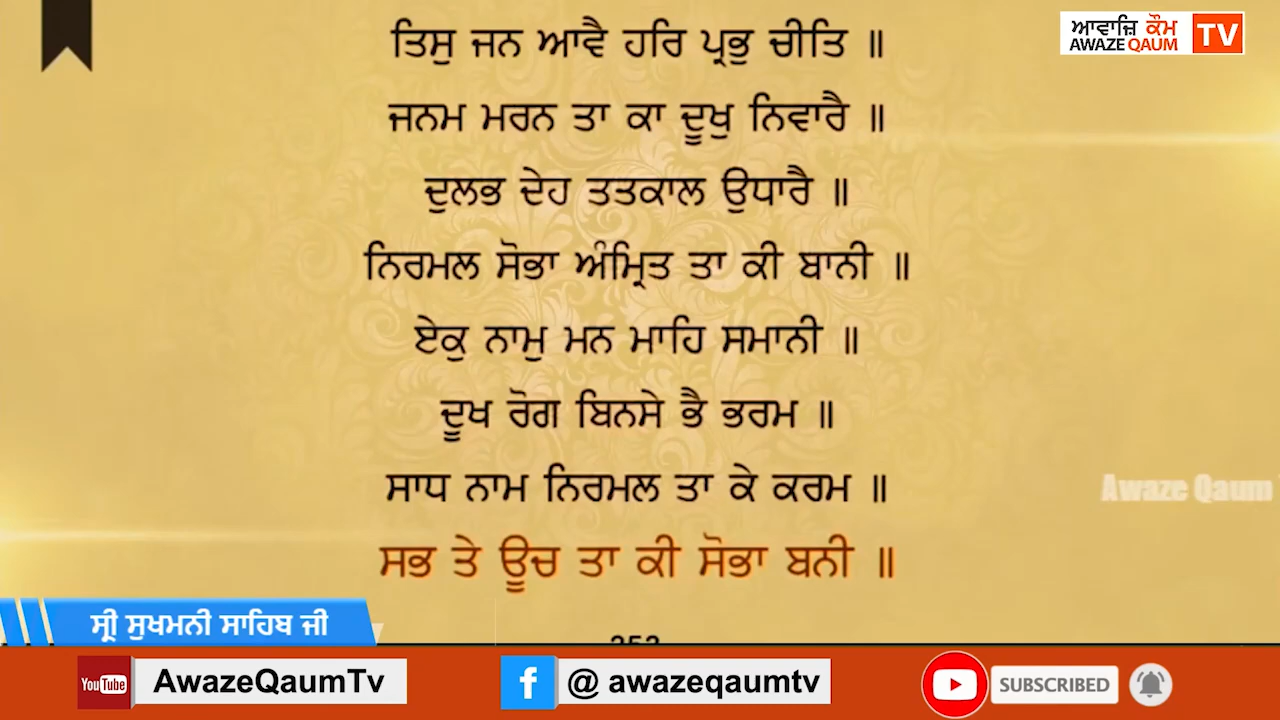 ਤਿਸੁ ਜਨ ਆਵੈ ਹਰਿ ਪ੍ਰਭੁ ਚੀਤਿ ॥
ਆਵਾਜ਼ਿ ਕੌਮ
AWAZE QAUM TV
ਜਨਮ ਮਰਨ ਤਾ ਕਾ ਦੂਖੁ ਨਿਵਾਰੈ ॥
ਦੁਲਭ ਦੇਹ ਤਤਕਾਲ ਉਧਾਰੈ ॥
ਨਿਰਮਲ ਸੋਭਾ ਅੰਮ੍ਰਿਤ ਤਾ ਕੀ ਬਾਨੀ ॥
ਏਕੁ ਨਾਮੁ ਮਨ ਮਾਹਿ ਸਮਾਨੀ ॥
ਦੂਖ ਰੋਗ ਬਿਨਸੇ ਭੈ ਭਰਮ ॥
ਸਾਧ ਨਾਮ ਨਿਰਮਲ ਤਾ ਕੇ ਕਰਮ ॥
Awaze Qaum
ਸਭ ਤੇ ਊਚ ਤਾ ਕੀ ਸੋਭਾ ਬਨੀ ॥
ਸ੍ਰੀ ਸੁਖਮਨੀ ਸਾਹਿਬ ਜੀ
YouTube AwazeQaumTv
f @ awazeqaumtv
SUBSCRIBED